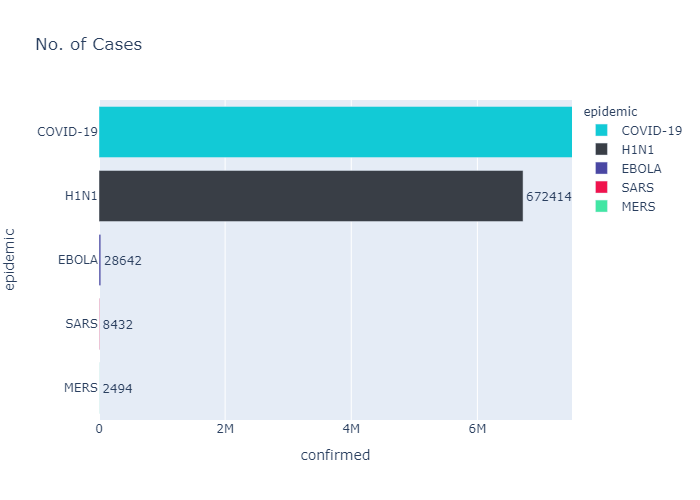 No. of Cases
epidemic
COVID-19
H1N1
672414
EBOLA
28642
SARS
8432
MERS
2494
0
2M
4M
6M
confirmed
epidemic
COVID-19
H1N1
EBOLA
SARS
MERS